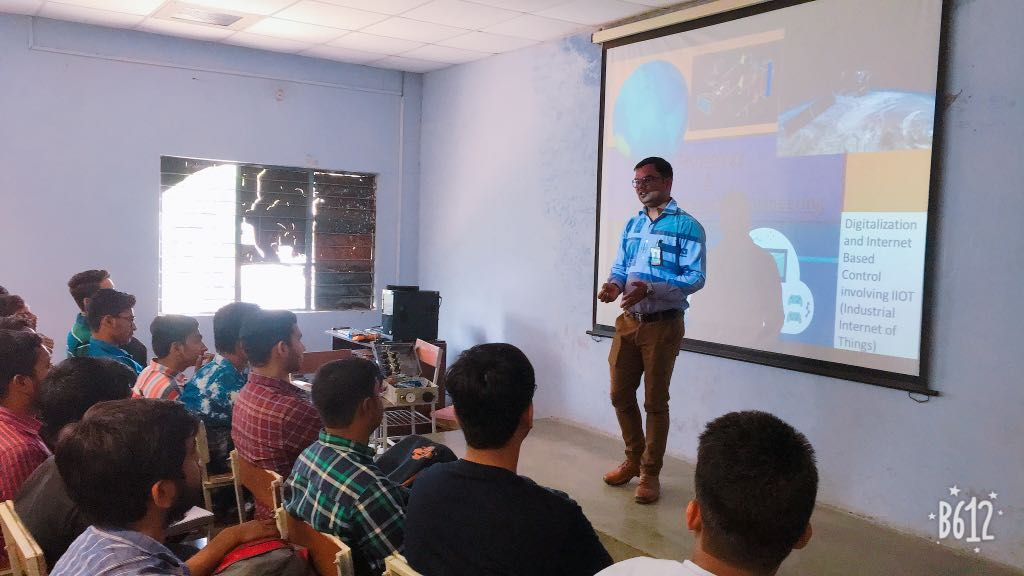 Digitalization
and Internet
Based
Control
involving IIOT
(Industrial
Internet of
Things)
B612